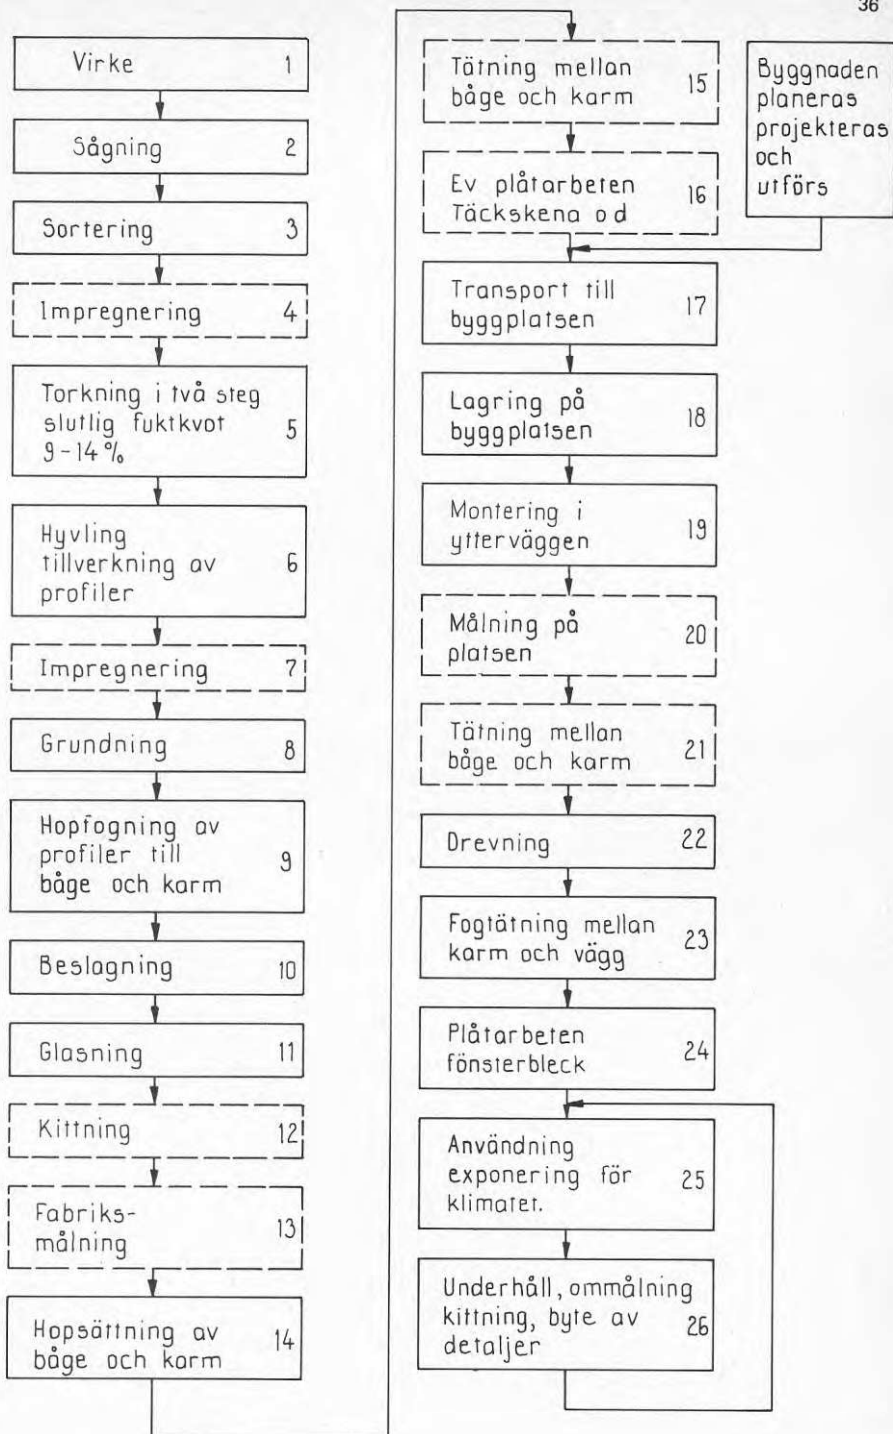 36
Virke 1
Sågning 2
Sortering 3
Impregnering 4
Torkning i två steg
slutlig fuktkvot 5
9-14%
Hyvling
tillverkning av 6
profiler
Impregnering 7
Grundning 8
Hopfogning av
profiler till 9
båge och karm
Beslagning 10
Glasning 11
Kittning 12
Fabriks-
målning 13
Hopsättning av 14
båge och karm
Tätning mellan 15
båge och karm
Ev plåtarbeten 16
Täckskena o d
Byggnaden
planeras
projekteras
och
utförs
Transport till 17
byggplatsen
Lagring på 18
byggplatsen
Montering i 19
ytterväggen
Målning på 20
platsen
Tätning mellan 21
båge och karm
Drevning 22
Fogtätning mellan 23
karm och vägg
Plåtarbeten 24
fönsterbleck
Användning
exponering för 25
klimatet.
Underhåll, ommålning
kittning, byte av 26
detaljer